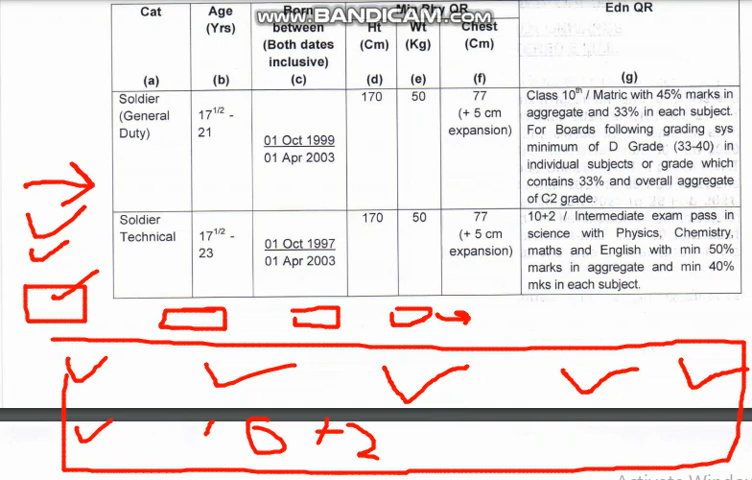 www.BANDICAM.com
Cat
(a)
Age
(Yrs)
(b)
Born
between
(Both dates
inclusive)
(c)
Min Phy QR
Ht
(Cm)
(d)
Wt
(Kg)
(e)
Chest
(Cm)
(f)
Edn QR
(g)
Soldier
(General
Duty)
17 1/2 -
21
01 Oct 1999
01 Apr 2003
170
50
77
(+ 5 cm
expansion)
Class 10th / Matric with 45% marks in
aggregate and 33% in each subject.
For Boards following grading sys
minimum of D Grade (33-40) in
individual subjects or grade which
contains 33% and overall aggregate
of C2 grade.
Soldier
Technical
17 1/2 -
23
01 Oct 1997
01 Apr 2003
170
50
77
(+ 5 cm
expansion)
10+2 / Intermediate exam pass in
science with Physics, Chemistry,
maths and English with min 50%
marks in aggregate and min 40%
mks in each subject.
10+2